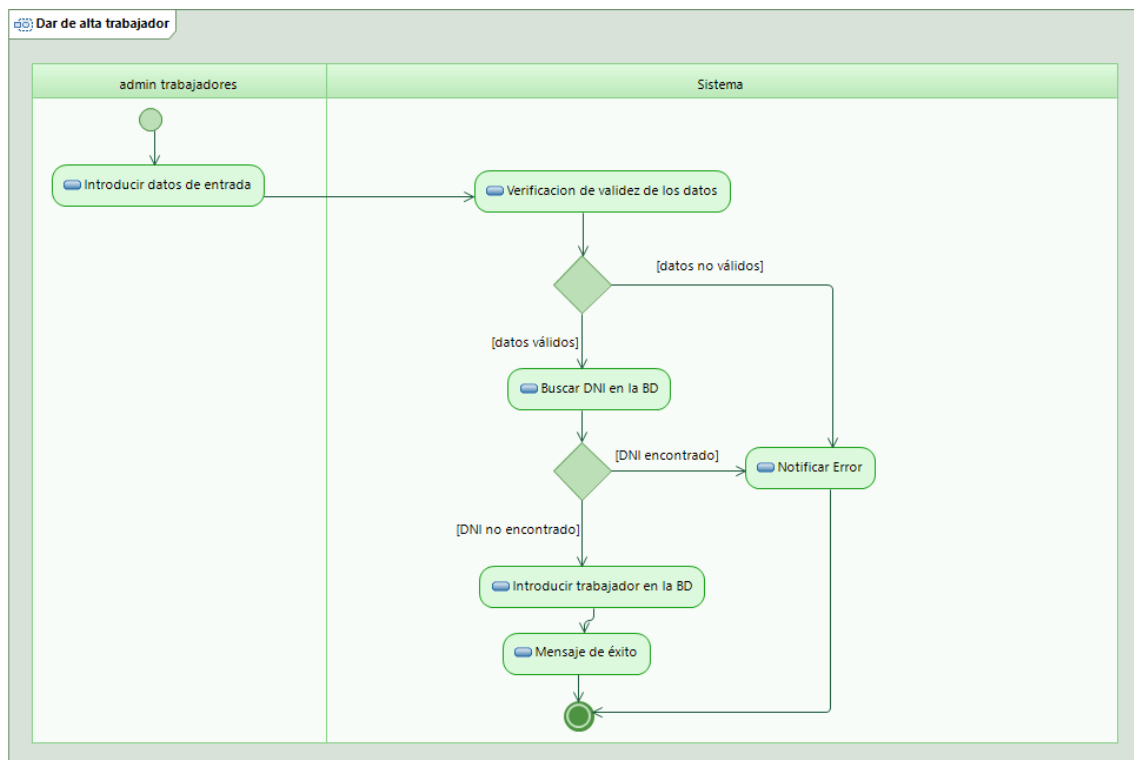 Dar de alta trabajador
admin trabajadores
Sistema
Introducir datos de entrada
Verificacion de validez de los datos
[datos no válidos]
[datos válidos]
Buscar DNI en la BD
[DNI encontrado]
Notificar Error
[DNI no encontrado]
Introducir trabajador en la BD
Mensaje de éxito